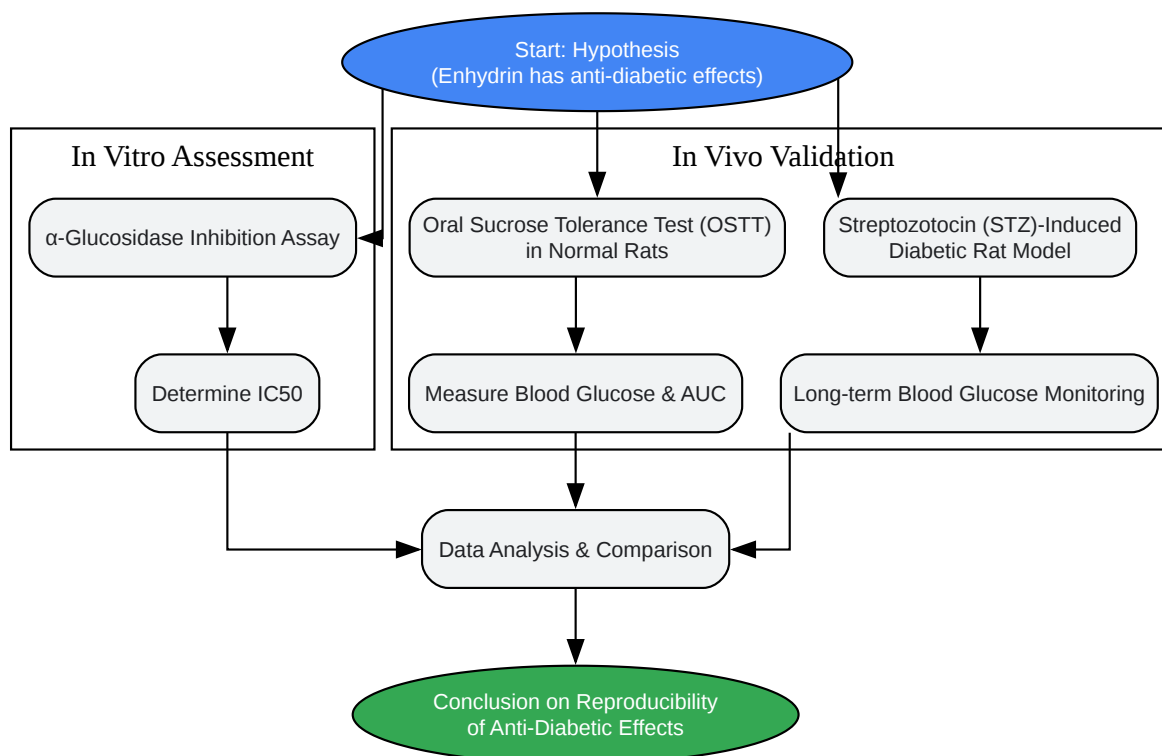 Start: Hypothesis
(Enhydrin has anti-diabetic effects)
In Vitro Assessment
In Vivo Validation
α-Glucosidase Inhibition Assay
Oral Sucrose Tolerance Test (OSTT)
in Normal Rats
Streptozotocin (STZ)-Induced
Diabetic Rat Model
Determine IC50
Measure Blood Glucose & AUC
Long-term Blood Glucose Monitoring
Data Analysis & Comparison
Conclusion on Reproducibility
of Anti-Diabetic Effects